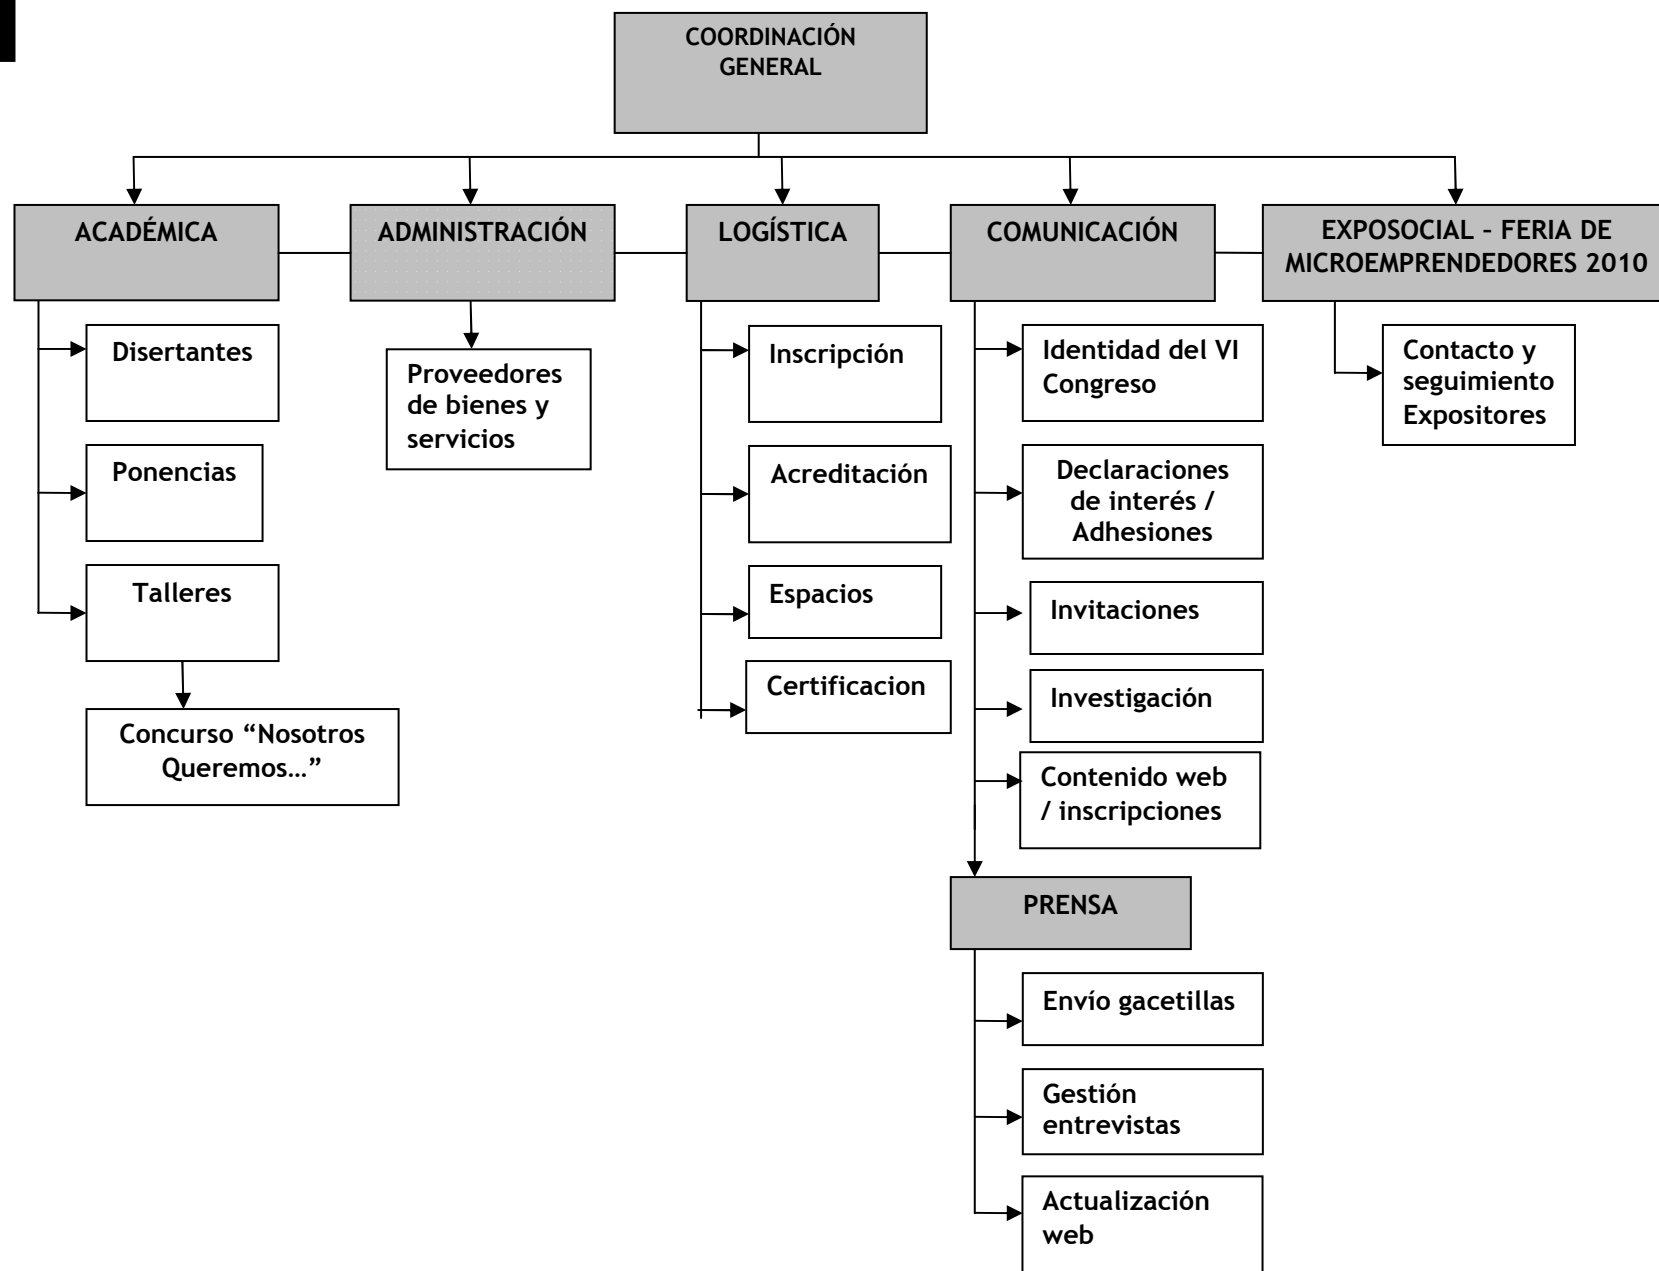 COORDINACIÓN
GENERAL
ACADÉMICA
ADMINISTRACIÓN
LOGÍSTICA
COMUNICACIÓN
EXPOSOCIAL – FERIA DE
MICROEMPRENDEDORES 2010
Disertantes
Ponencias
Talleres
Concurso “Nosotros
Queremos…”
Proveedores
de bienes y
servicios
Inscripción
Acreditación
Espacios
Certificacion
Identidad del VI
Congreso
Declaraciones
de interés /
Adhesiones
Invitaciones
Investigación
Contenido web
/ inscripciones
PRENSA
Envío gacetillas
Gestión
entrevistas
Actualización
web
Contacto y
seguimiento
Expositores